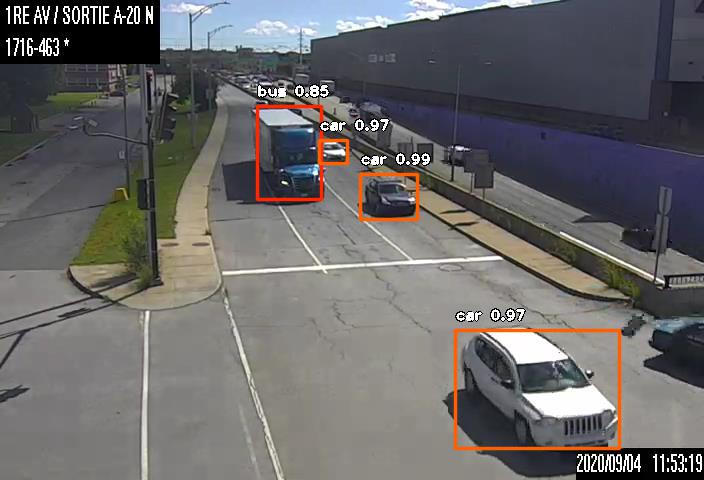 1RE AV / SORTIE A-20 N
1716-463 *
bus 0.85
car 0.97
car 0.99
car 0.97
2020/09/04 11:53:19